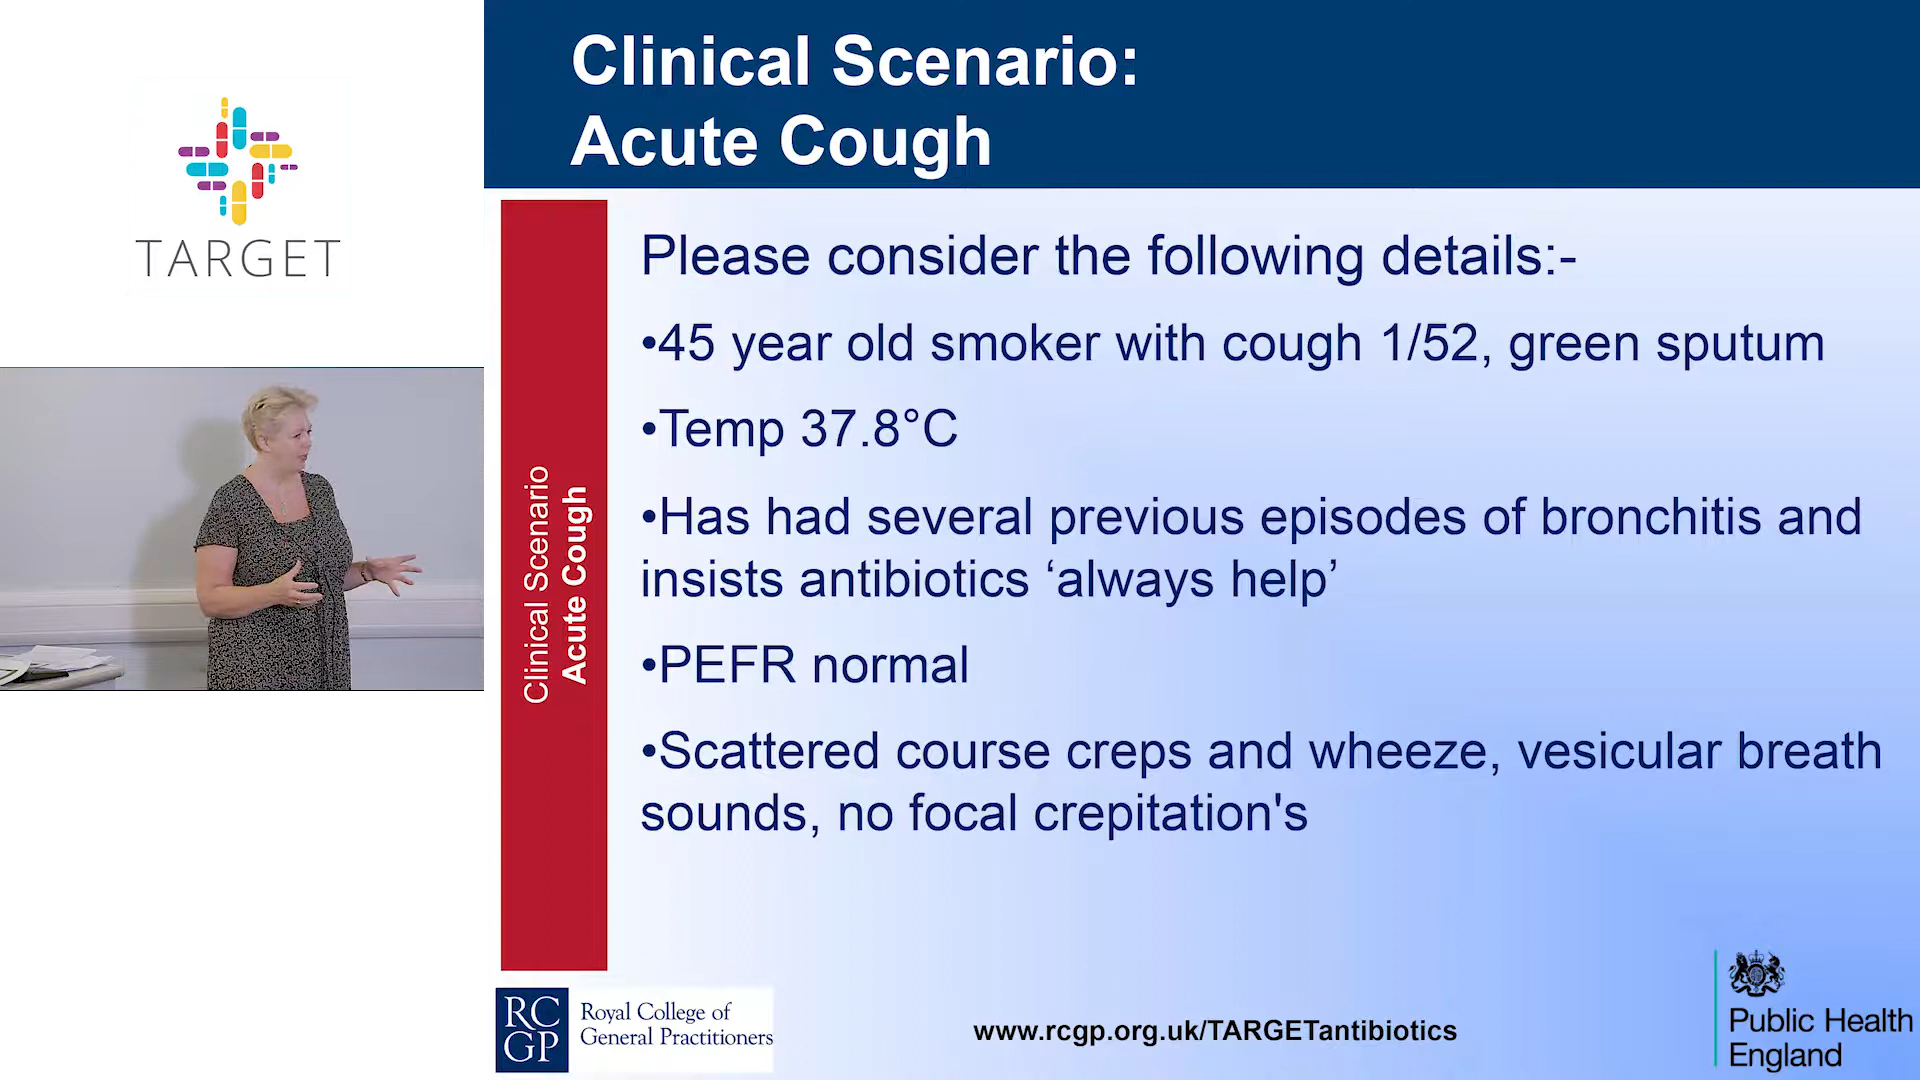 TARGET
Clinical Scenario:
Acute Cough
Clinical Scenario
Acute Cough
Please consider the following details:-
•45 year old smoker with cough 1/52, green sputum
•Temp 37.8°C
•Has had several previous episodes of bronchitis and
insists antibiotics ‘always help’
•PEFR normal
•Scattered course creps and wheeze, vesicular breath
sounds, no focal crepitation's
RC
GP
Royal College of
General Practitioners
www.rcgp.org.uk/TARGETantibiotics
Public Health
England